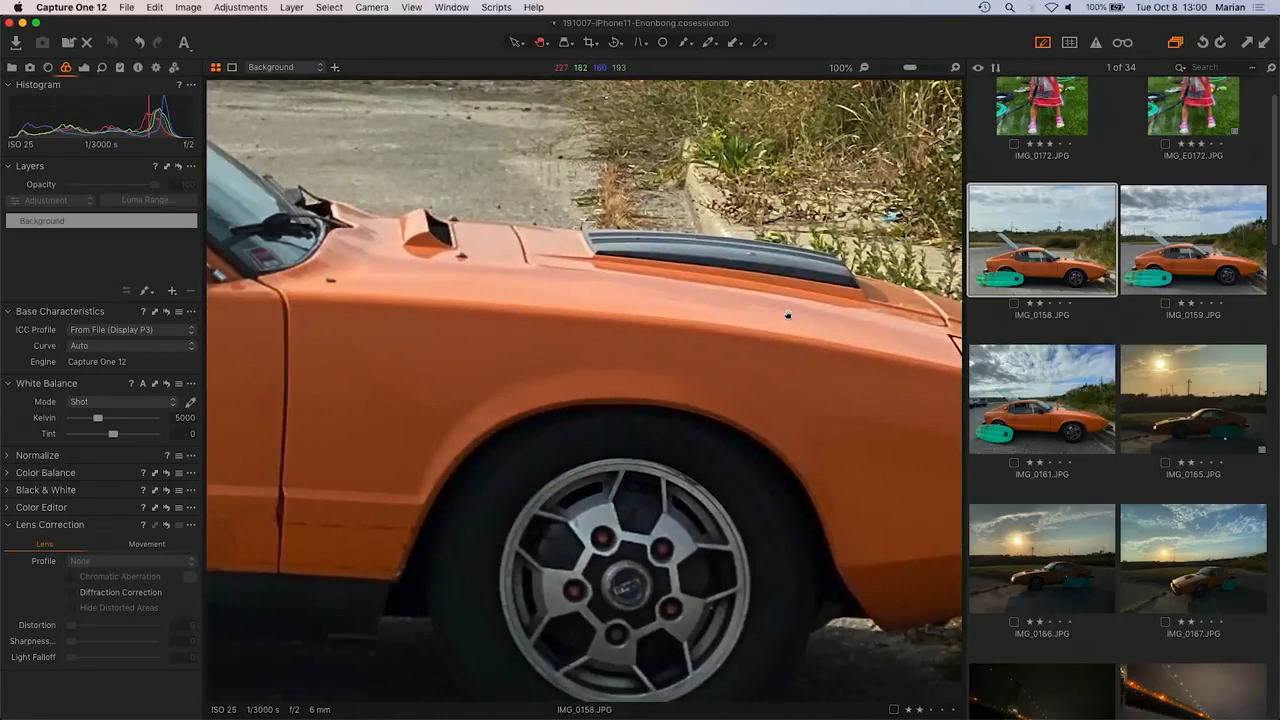 Capture One 12 File Edit Image Adjustments Layer Select Camera View Window Scripts Help 100% Tue Oct 8 13:00 Marian
191007-iPhone11-Enonbong.cosessiondb
Background 227 182 160 193 100% 1 of 34 Search
Histogram
ISO 25 1/3000 s f/2
Layers
Opacity 100
Adjustment Luma Range...
Background
Base Characteristics
ICC Profile From File (Display P3)
Curve Auto
Engine Capture One 12
White Balance
Mode Shot
Kelvin 5000
Tint 0
Normalize
Color Balance
Black & White
Color Editor
Lens Correction
Lens Movement
Profile None
Chromatic Aberration
Diffraction Correction
Hide Distorted Areas
Distortion 0
Sharpness... 0
Light Falloff 0
ISO 25 1/3000 s f/2 6 mm IMG_0158.JPG
IMG_0172.JPG IMG_E0172.JPG
IMG_0158.JPG IMG_0159.JPG
IMG_0161.JPG IMG_0165.JPG
IMG_0166.JPG IMG_0167.JPG